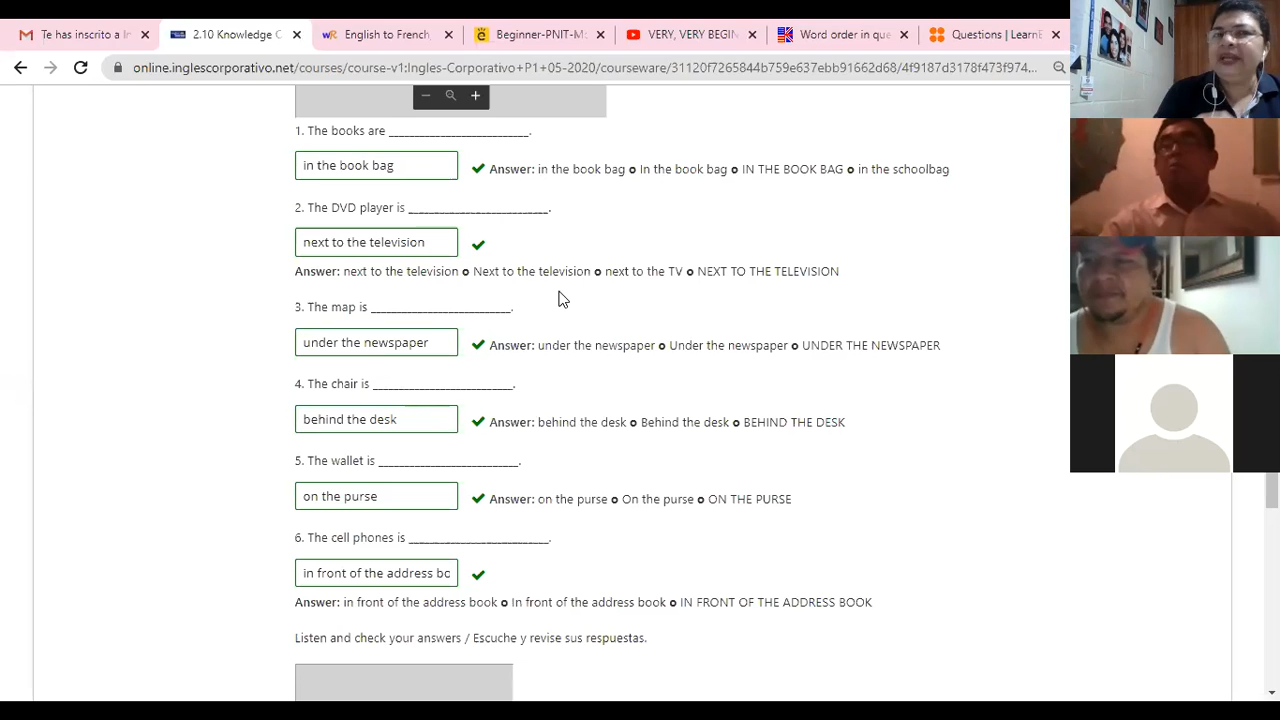 Te has inscrito a In
2.10 Knowledge C
English to French
Beginner-PNIT-Mo
VERY, VERY BEGIN
Word order in que
Questions | LearnE
online.inglescorporativo.net/courses/course-v1:Ingles-Corporativo+P1+05-2020/courseware/31120f7265844b759e637ebb91662d68/4f9187d3178f473f974...
1. The books are _________________________.
in the book bag
Answer: in the book bag o In the book bag o IN THE BOOK BAG o in the schoolbag
2. The DVD player is _________________________.
next to the television
Answer: next to the television o Next to the television o next to the TV o NEXT TO THE TELEVISION
3. The map is _________________________.
under the newspaper
Answer: under the newspaper o Under the newspaper o UNDER THE NEWSPAPER
4. The chair is _________________________.
behind the desk
Answer: behind the desk o Behind the desk o BEHIND THE DESK
5. The wallet is _________________________.
on the purse
Answer: on the purse o On the purse o ON THE PURSE
6. The cell phones is _________________________.
in front of the address bo
Answer: in front of the address book o In front of the address book o IN FRONT OF THE ADDRESS BOOK
Listen and check your answers / Escuche y revise sus respuestas.